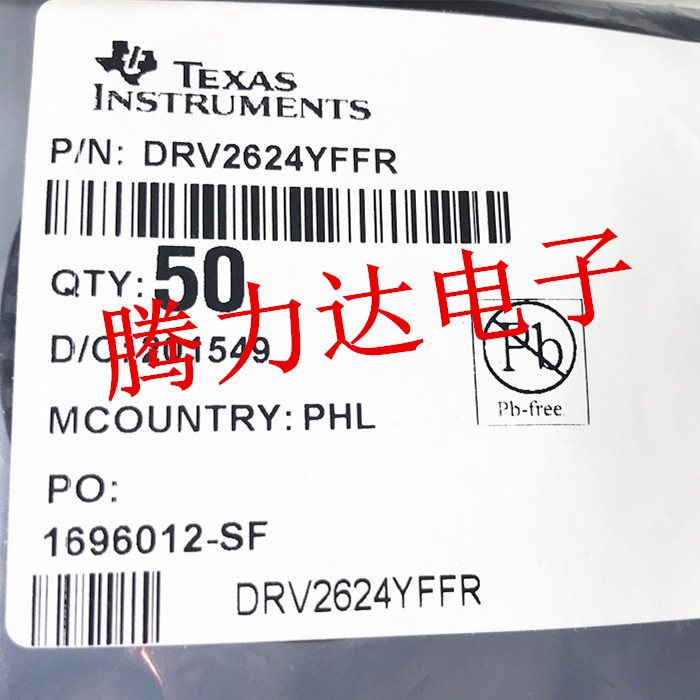 TEXAS
INSTRUMENTS
P/N: DRV2624YFFR
QTY: 50
腾力达电子
D/C: 201549
Pb
Pb-free
MCOUNTRY: PHL
PO:
1696012-SF
DRV2624YFFR